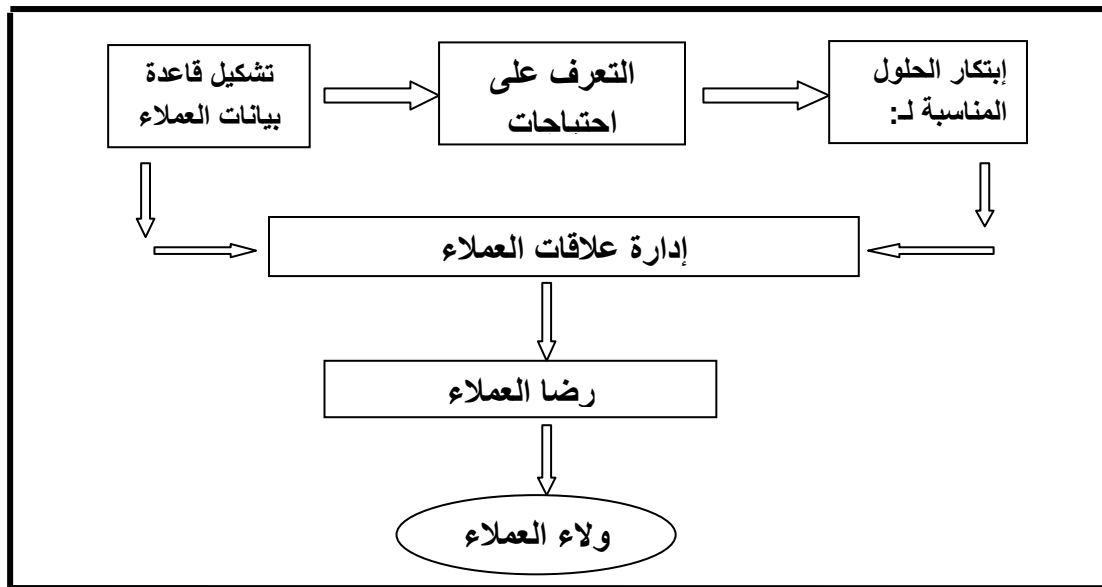 تشكيل قاعدة
بيانات العملاء
التعرف على
احتياجات
إبتكار الحلول
المناسبة لـ:
إدارة علاقات العملاء
رضا العملاء
ولاء العملاء